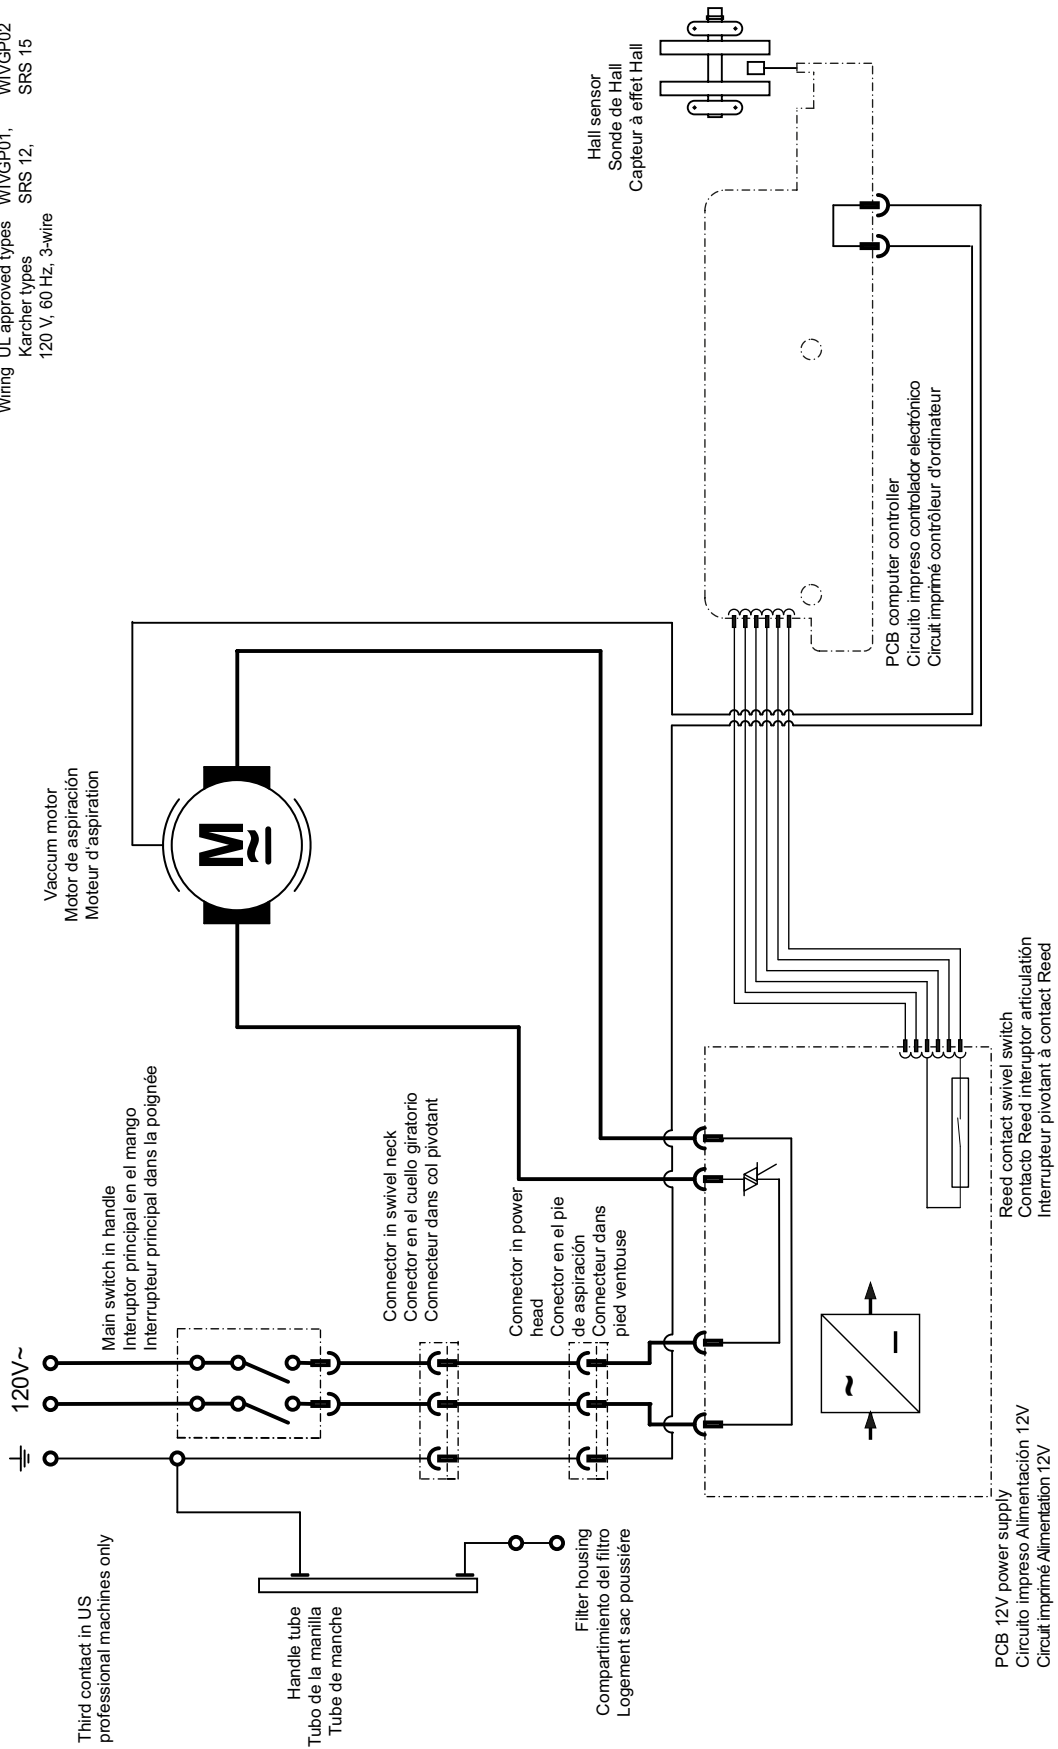 Wiring UL approved types WIVGP01, WIVGP02
Karcher types SRS 12, SRS 15
120 V, 60 Hz, 3-wire
Third contact in US
professional machines only
120V~
Main switch in handle
Interuptor principal en el mango
Interrupteur principal dans la poignée
Vaccum motor
Motor de aspiración
Moteur d'aspiration
M
Handle tube
Tubo de la manilla
Tube de manche
Connector in swivel neck
Conector en el cuello giratorio
Connecteur dans col pivotant
Connector in power
head
Conector en el pie
de aspiración
Connecteur dans
pied ventouse
Filter housing
Compartimiento del filtro
Logement sac poussiére
Hall sensor
Sonde de Hall
Capteur à effet Hall
PCB computer controller
Circuito impreso controlador electrónico
Circuit imprimé contrôleur d'ordinateur
PCB 12V power supply
Circuito impreso Alimentación 12V
Circuit imprimé Alimentation 12V
Reed contact swivel switch
Contacto Reed interuptor articulatión
Interrupteur pivotant à contact Reed